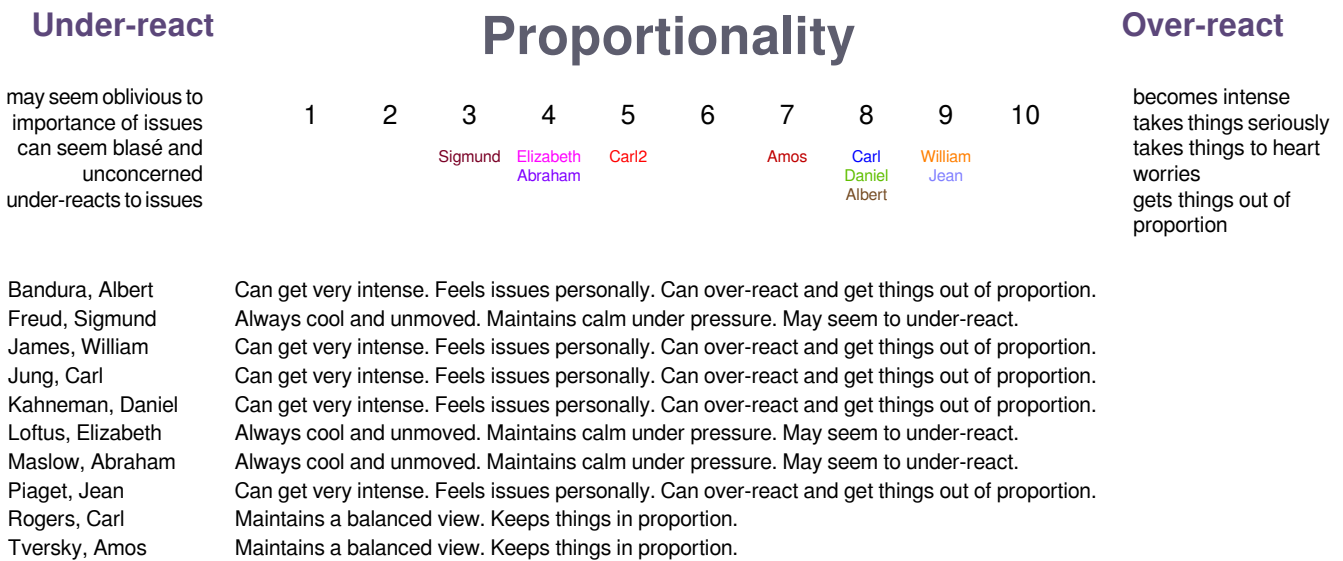 Under-react
Proportionality
Over-react
may seem oblivious to
importance of issues
can seem blasé and
unconcerned
under-reacts to issues
1 2 3 4 5 6 7 8 9 10
Sigmund Elizabeth Carl2 Amos Carl William
Abraham Daniel Jean
Albert
becomes intense
takes things seriously
takes things to heart
worries
gets things out of
proportion
Bandura, Albert Can get very intense. Feels issues personally. Can over-react and get things out of proportion.
Freud, Sigmund Always cool and unmoved. Maintains calm under pressure. May seem to under-react.
James, William Can get very intense. Feels issues personally. Can over-react and get things out of proportion.
Jung, Carl Can get very intense. Feels issues personally. Can over-react and get things out of proportion.
Kahneman, Daniel Can get very intense. Feels issues personally. Can over-react and get things out of proportion.
Loftus, Elizabeth Always cool and unmoved. Maintains calm under pressure. May seem to under-react.
Maslow, Abraham Always cool and unmoved. Maintains calm under pressure. May seem to under-react.
Piaget, Jean Can get very intense. Feels issues personally. Can over-react and get things out of proportion.
Rogers, Carl Maintains a balanced view. Keeps things in proportion.
Tversky, Amos Maintains a balanced view. Keeps things in proportion.